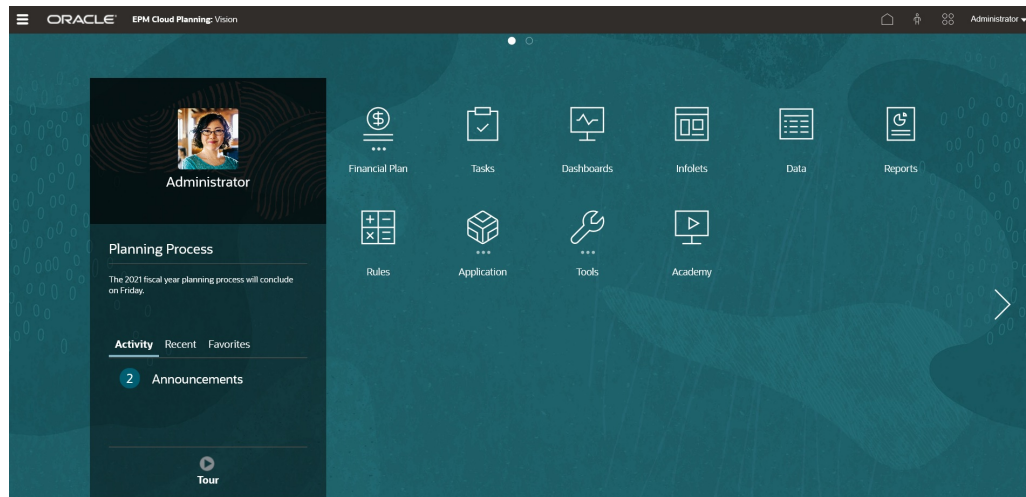 ORACLE® EPM Cloud Planning: Vision Administrator
Administrator
Planning Process
The 2021 fiscal year planning process will conclude
on Friday.
Activity Recent Favorites
2 Announcements
Tour
Financial Plan Tasks Dashboards Infolets Data Reports
Rules Application Tools Academy